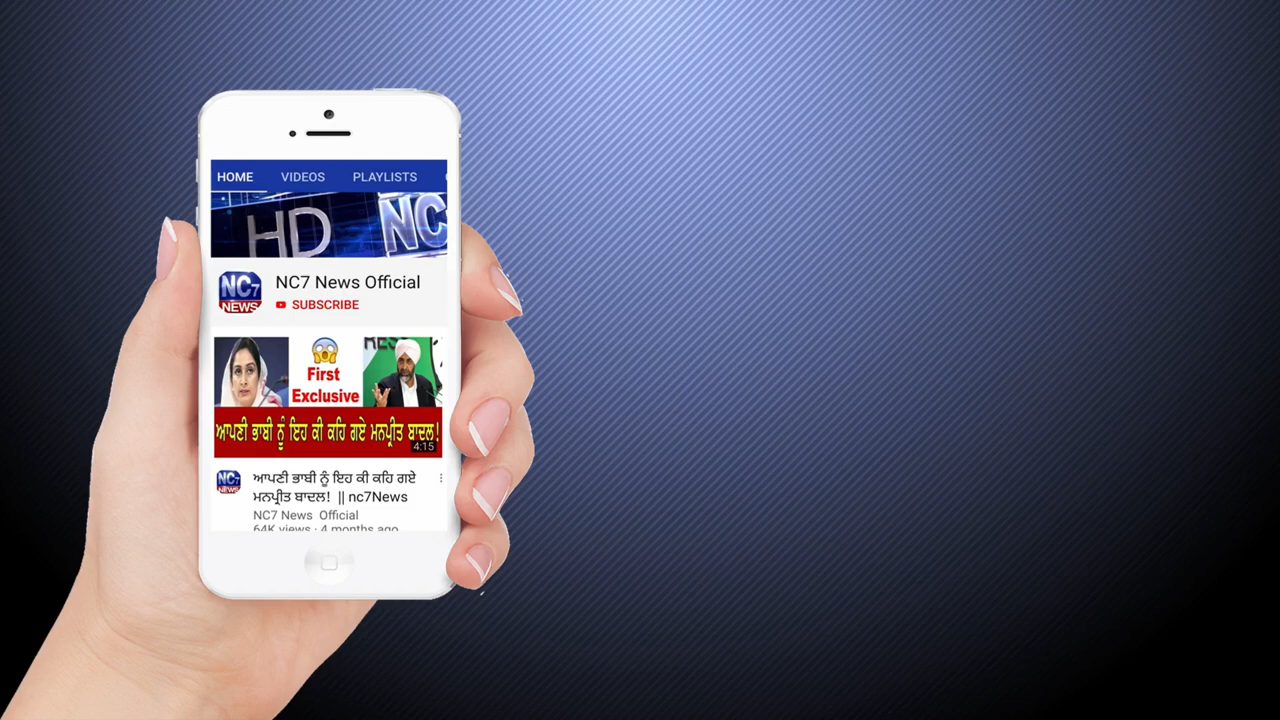 HOME VIDEOS PLAYLISTS
HD NC
NC7 NEWS
NC7 News Official
SUBSCRIBE
First
Exclusive
ਆਪਣੀ ਭਾਬੀ ਨੂੰ ਇਹ ਕੀ ਕਹਿ ਗਏ ਮਨਪ੍ਰੀਤ ਬਾਦਲ!
4:15
NC7 NEWS
ਆਪਣੀ ਭਾਬੀ ਨੂੰ ਇਹ ਕੀ ਕਹਿ ਗਏ
ਮਨਪ੍ਰੀਤ ਬਾਦਲ! || nc7News
NC7 News Official
64K views · 4 months ago